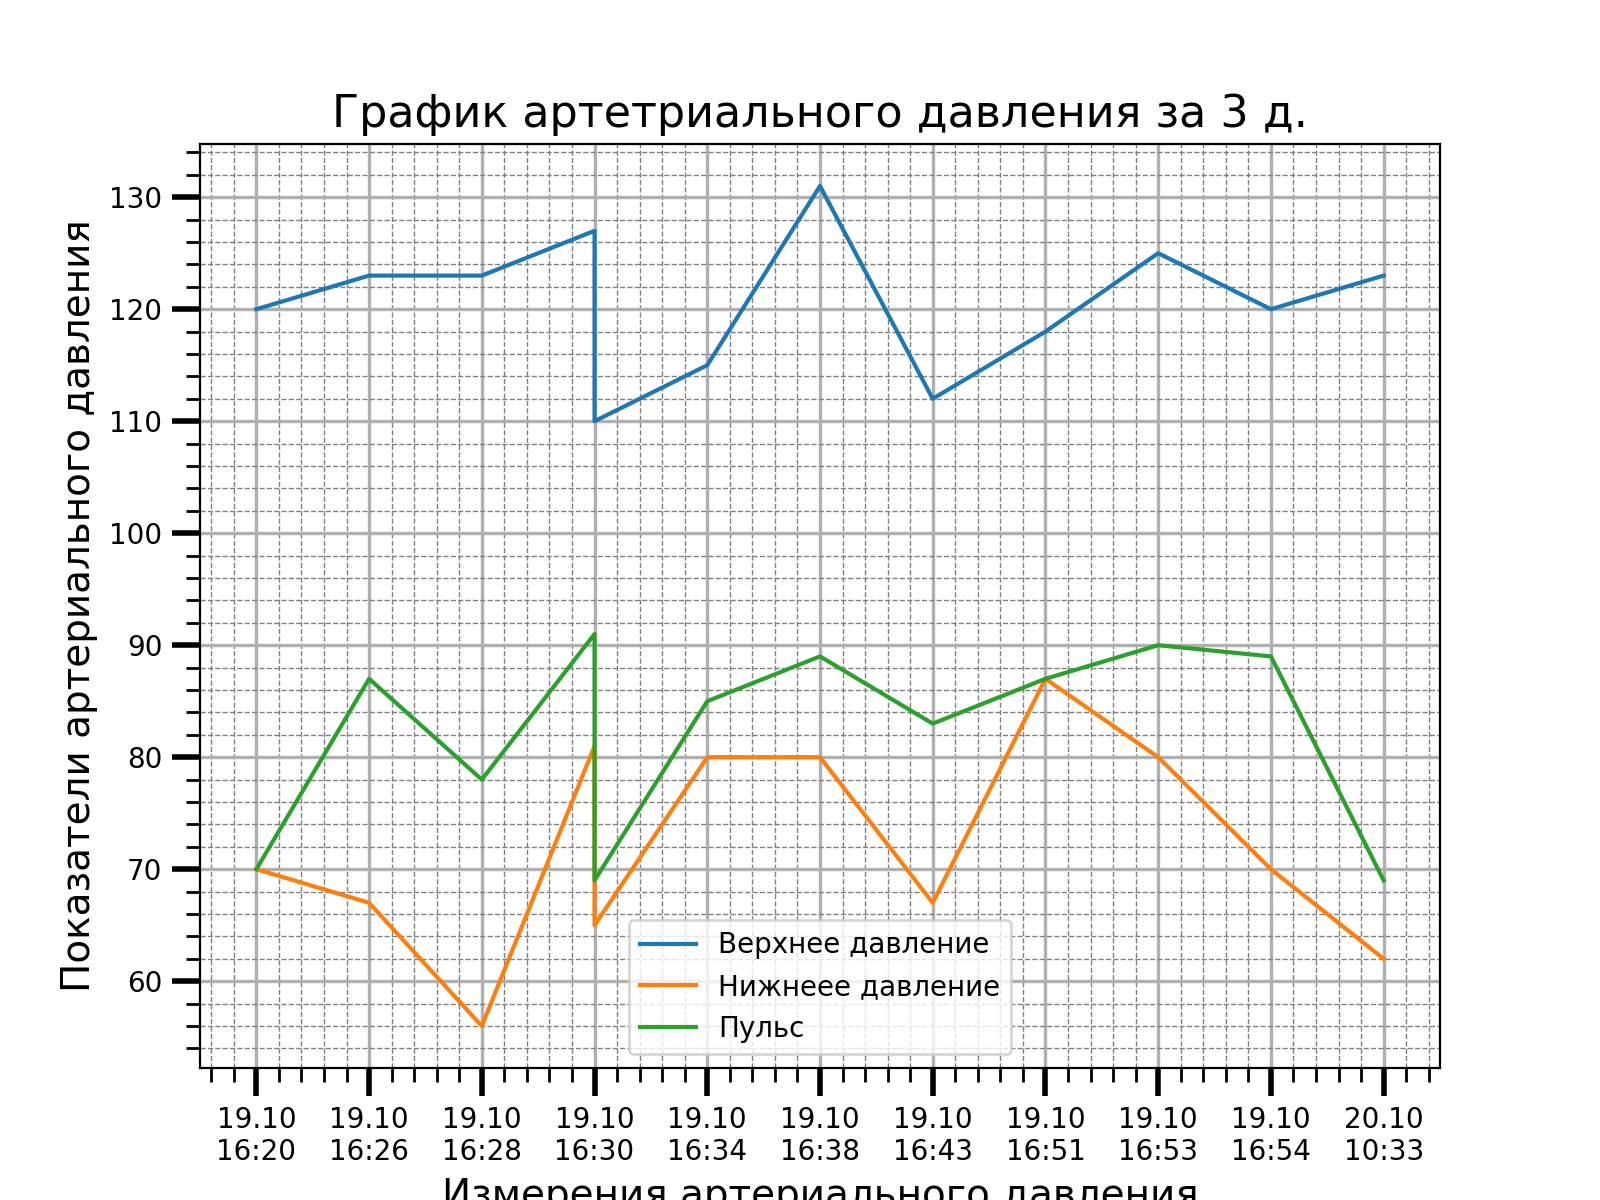 График артетриального давления за 3 д.
Показатели артериального давления
130
120
110
100
90
80
70
60
Верхнее давление
Нижнеее давление
Пульс
19.10 19.10 19.10 19.10 19.10 19.10 19.10 19.10 19.10 19.10 20.10
16:20 16:26 16:28 16:30 16:34 16:38 16:43 16:51 16:53 16:54 10:33
Измерения артериального давления